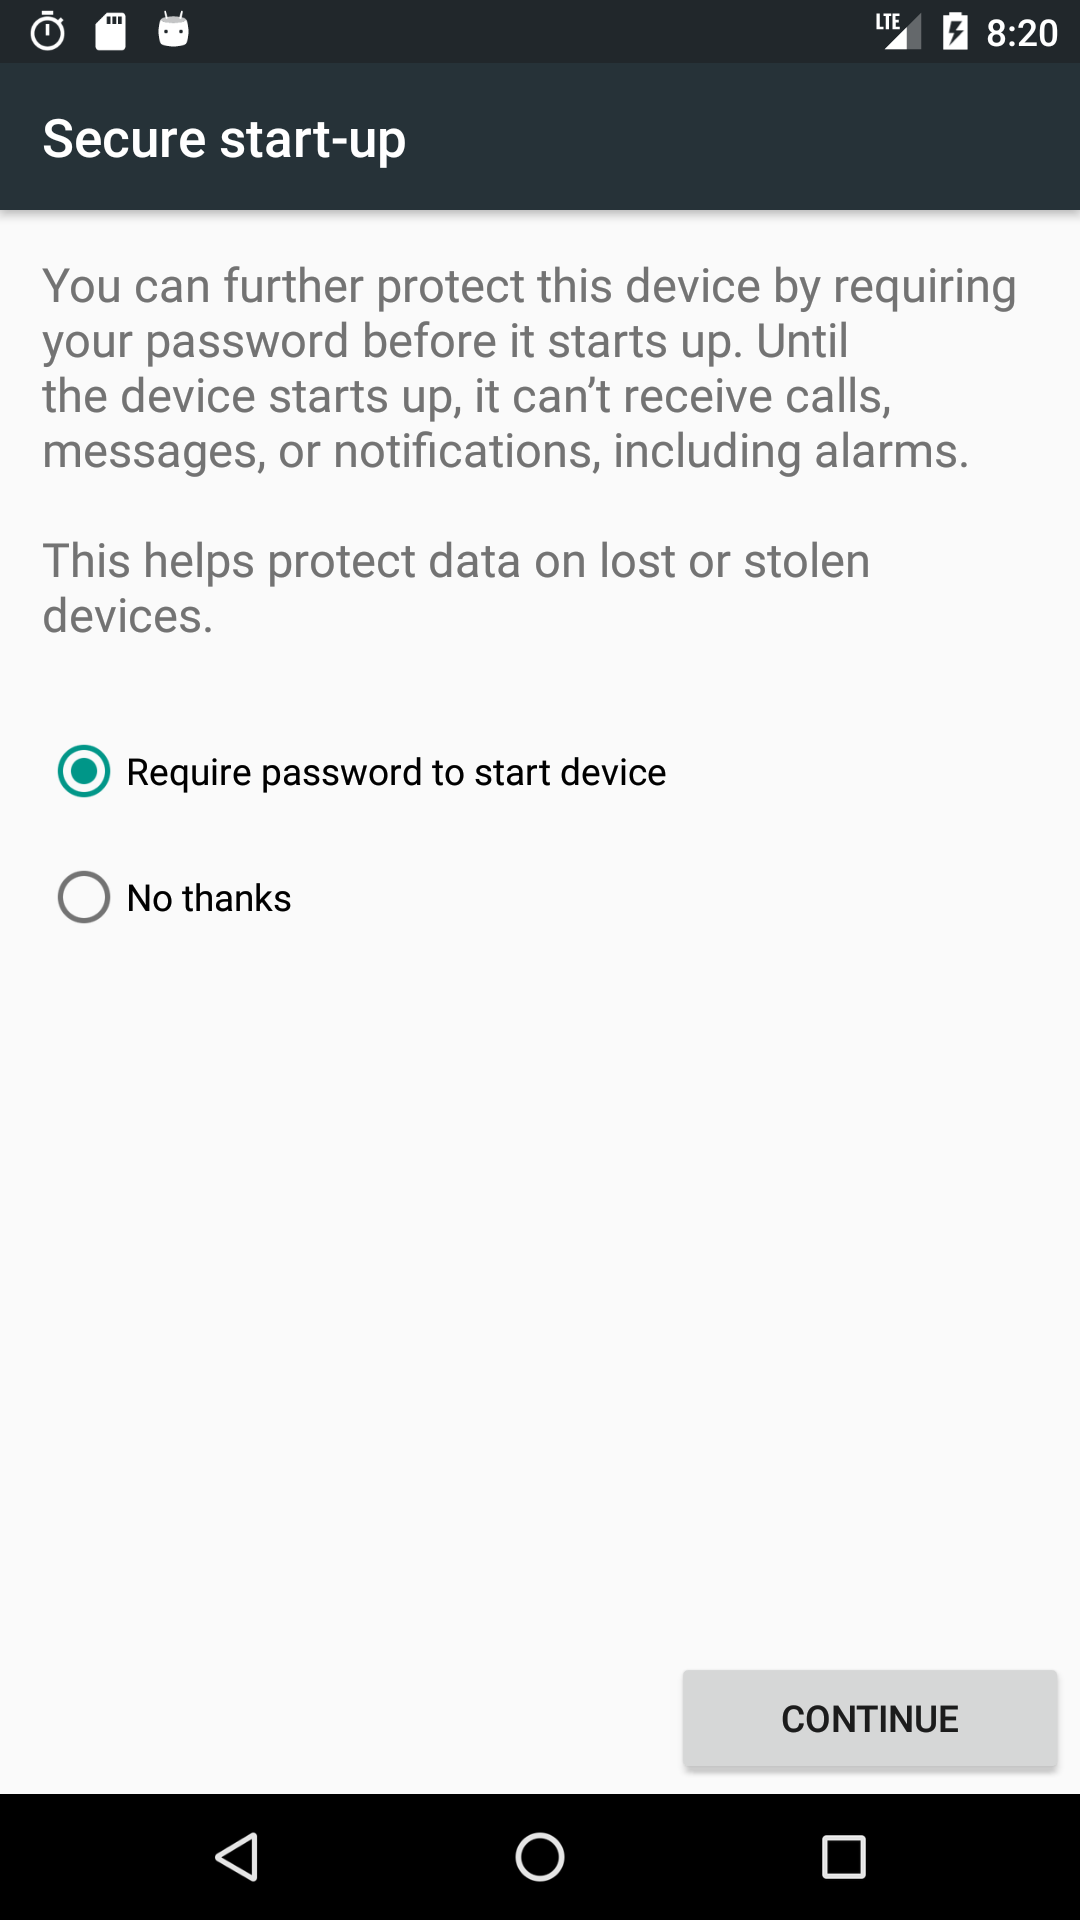 LTE 8:20
Secure start-up
You can further protect this device by requiring
your password before it starts up. Until
the device starts up, it can’t receive calls,
messages, or notifications, including alarms.
This helps protect data on lost or stolen
devices.
Require password to start device
No thanks
CONTINUE